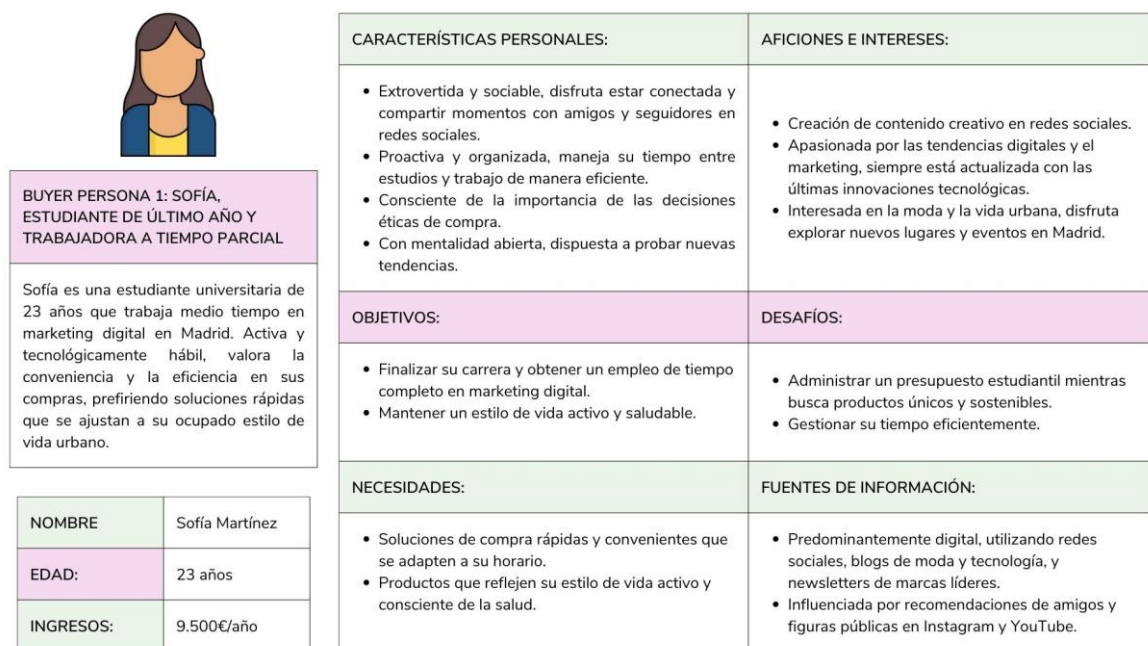 BUYER PERSONA 1: SOFÍA,
ESTUDIANTE DE ÚLTIMO AÑO Y
TRABAJADORA A TIEMPO PARCIAL
Sofía es una estudiante universitaria de
23 años que trabaja medio tiempo en
marketing digital en Madrid. Activa y
tecnológicamente hábil, valora la
conveniencia y la eficiencia en sus
compras, prefiriendo soluciones rápidas
que se ajustan a su ocupado estilo de
vida urbano.
NOMBRE Sofía Martínez
EDAD: 23 años
INGRESOS: 9.500€/año
CARACTERÍSTICAS PERSONALES:
• Extrovertida y sociable, disfruta estar conectada y
compartir momentos con amigos y seguidores en
redes sociales.
• Proactiva y organizada, maneja su tiempo entre
estudios y trabajo de manera eficiente.
• Consciente de la importancia de las decisiones
éticas de compra.
• Con mentalidad abierta, dispuesta a probar nuevas
tendencias.
AFICIONES E INTERESES:
• Creación de contenido creativo en redes sociales.
• Apasionada por las tendencias digitales y el
marketing, siempre está actualizada con las
últimas innovaciones tecnológicas.
• Interesada en la moda y la vida urbana, disfruta
explorar nuevos lugares y eventos en Madrid.
OBJETIVOS:
• Finalizar su carrera y obtener un empleo de tiempo
completo en marketing digital.
• Mantener un estilo de vida activo y saludable.
DESAFÍOS:
• Administrar un presupuesto estudiantil mientras
busca productos únicos y sostenibles.
• Gestionar su tiempo eficientemente.
NECESIDADES:
• Soluciones de compra rápidas y convenientes que
se adapten a su horario.
• Productos que reflejen su estilo de vida activo y
consciente de la salud.
FUENTES DE INFORMACIÓN:
• Predominantemente digital, utilizando redes
sociales, blogs de moda y tecnología, y
newsletters de marcas líderes.
• Influenciada por recomendaciones de amigos y
figuras públicas en Instagram y YouTube.